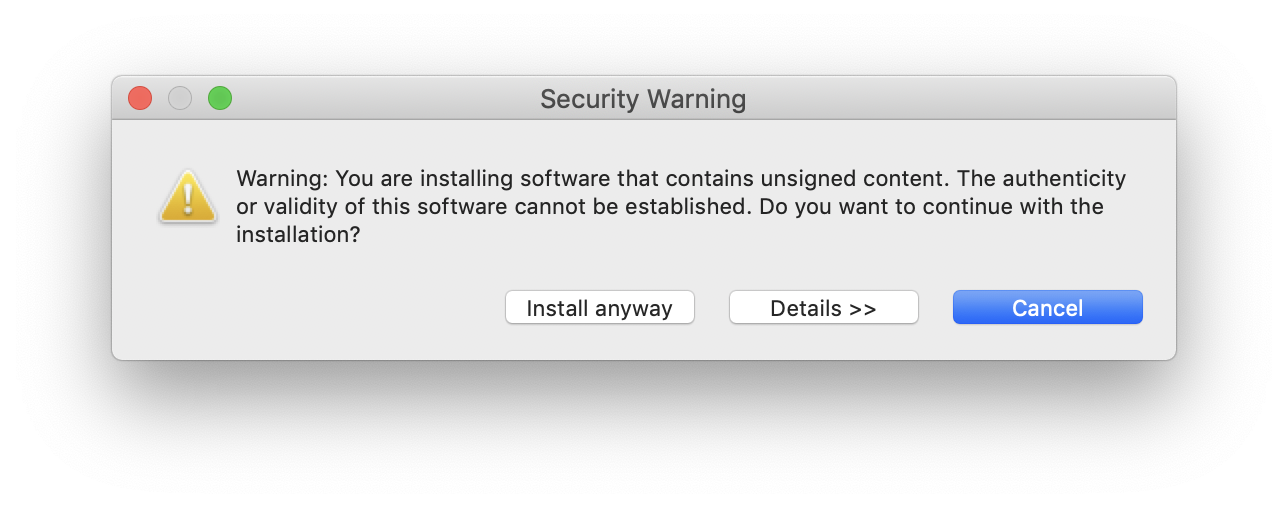 Security Warning
Warning: You are installing software that contains unsigned content. The authenticity
or validity of this software cannot be established. Do you want to continue with the
installation?
Install anyway
Details >>
Cancel